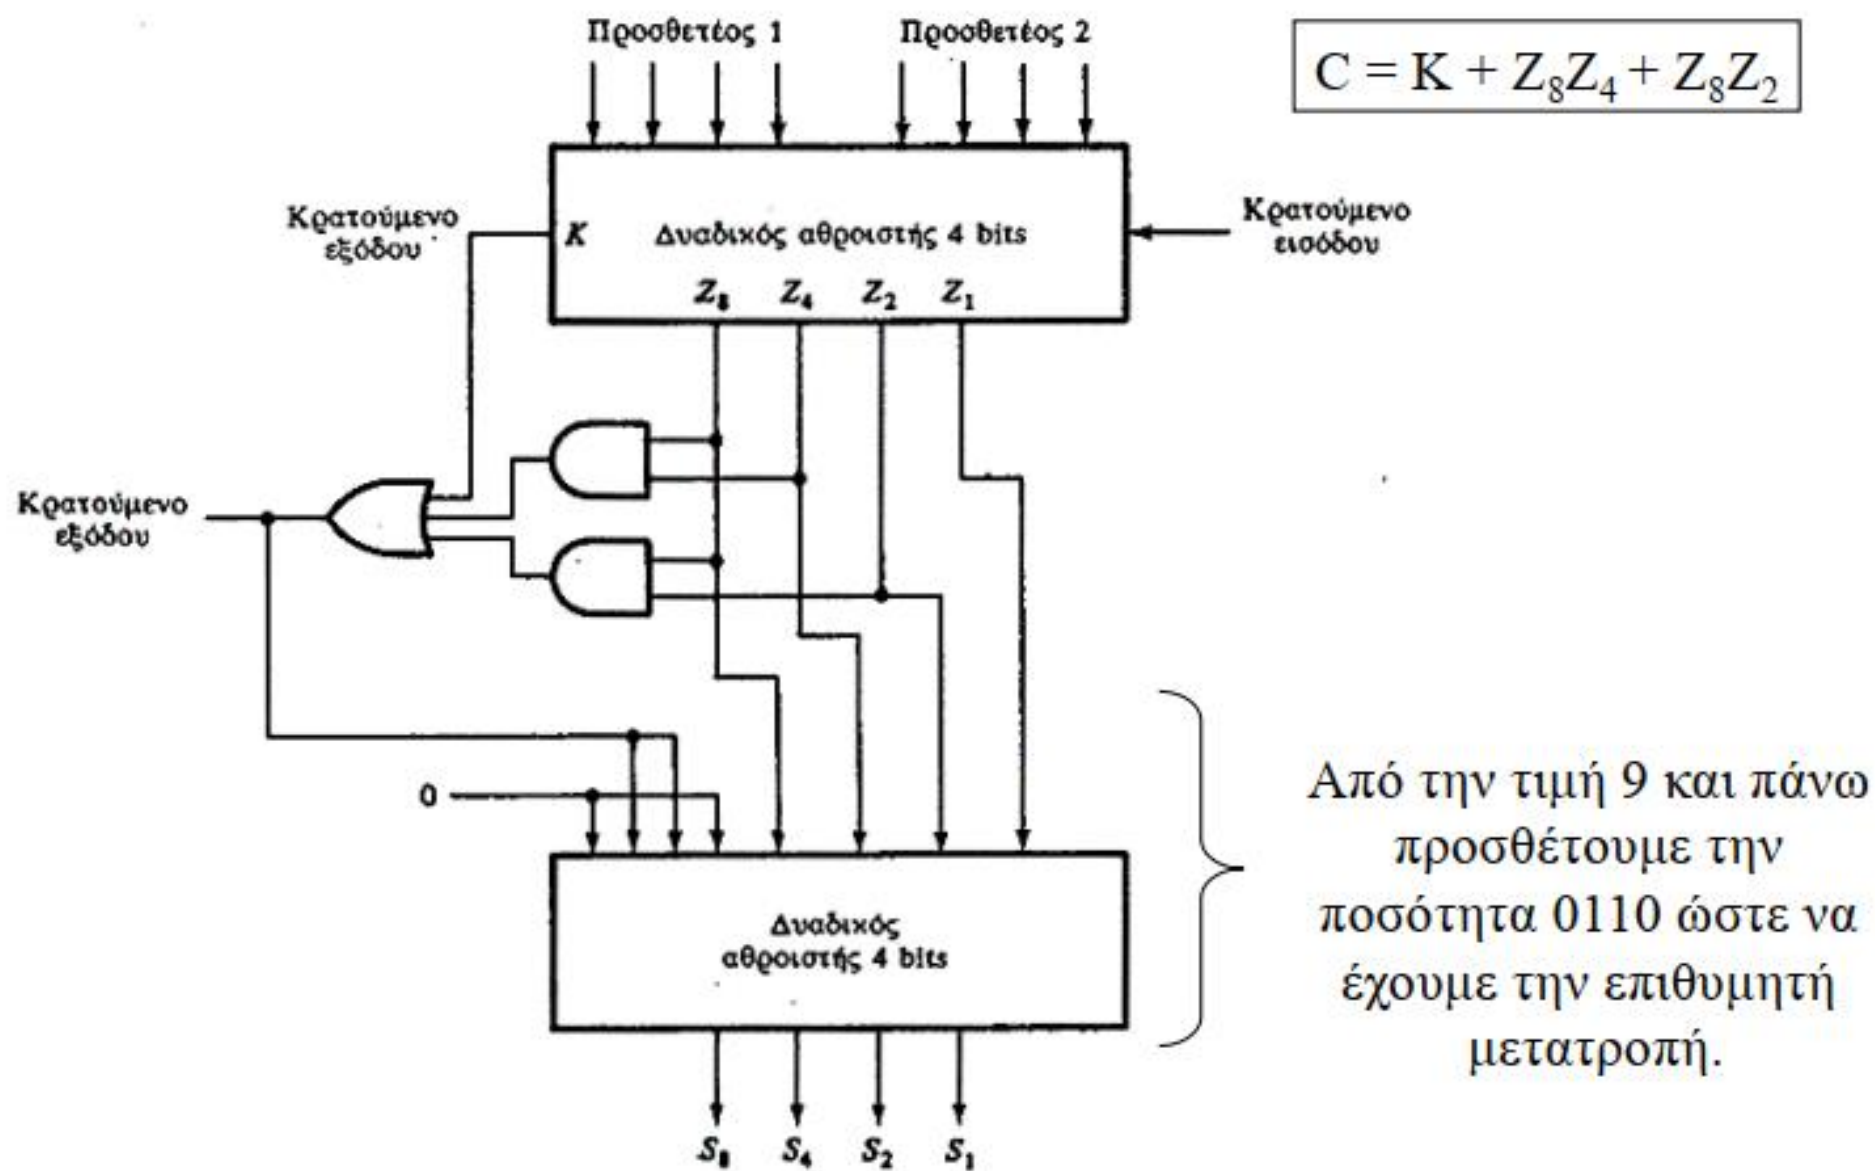 Προσθετέος 1
Προσθετέος 2
C = K + Z₈Z₄ + Z₈Z₂
Κρατούμενο
εξόδου
K
Δυαδικός αθροιστής 4 bits
Κρατούμενο
εισόδου
Z₈ Z₄ Z₂ Z₁
Κρατούμενο
εξόδου
0
Από την τιμή 9 και πάνω
προσθέτουμε την
ποσότητα 0110 ώστε να
έχουμε την επιθυμητή
μετατροπή.
Δυαδικός
αθροιστής 4 bits
S₈ S₄ S₂ S₁